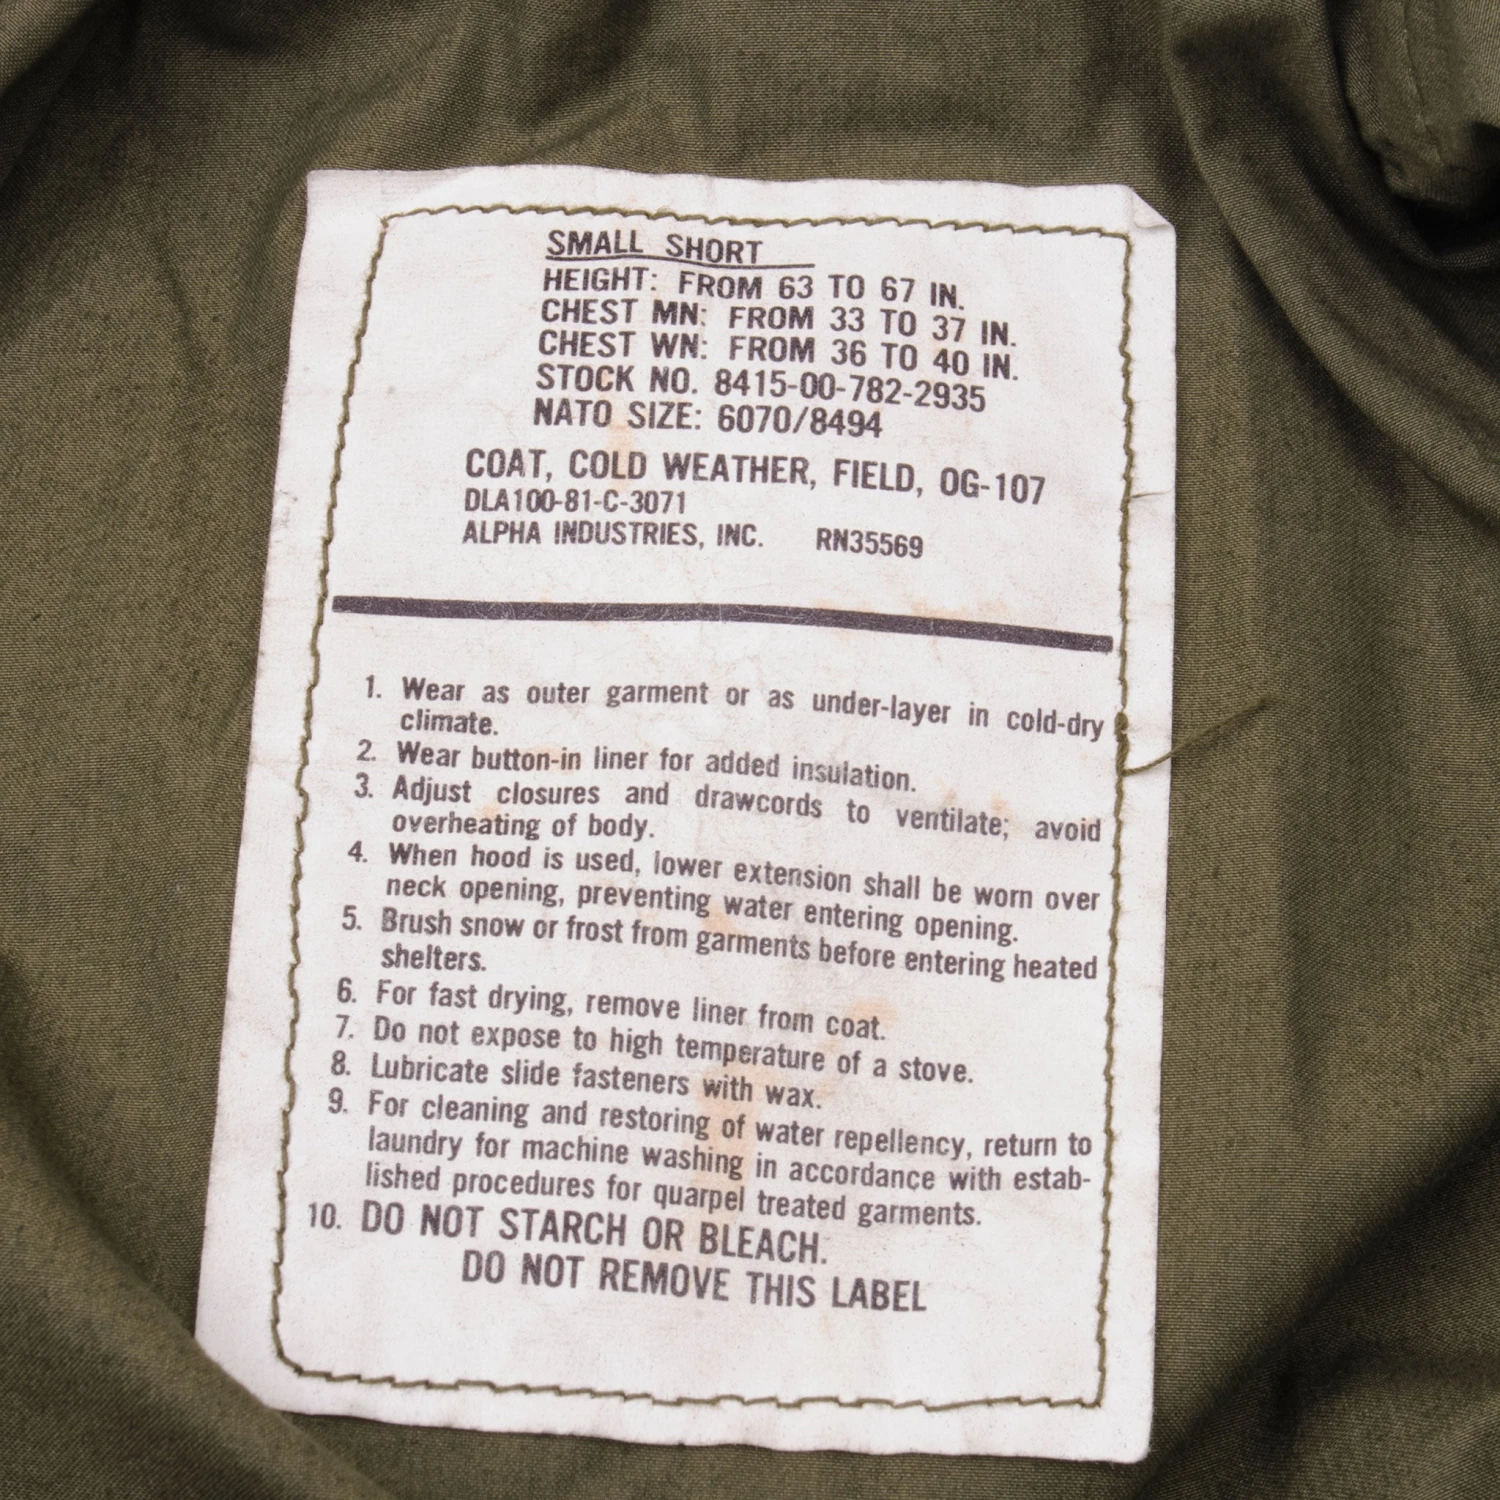 SMALL SHORT
HEIGHT: FROM 63 TO 67 IN.
CHEST MN: FROM 33 TO 37 IN.
CHEST WN: FROM 36 TO 40 IN.
STOCK NO. 8415-00-782-2935
NATO SIZE: 6070/8494
COAT, COLD WEATHER, FIELD, OG-107
DLA100-81-C-3071
ALPHA INDUSTRIES, INC. RN35569
1. Wear as outer garment or as under-layer in cold-dry
climate.
2. Wear button-in liner for added insulation.
3. Adjust closures and drawcords to ventilate; avoid
overheating of body.
4. When hood is used, lower extension shall be worn over
neck opening, preventing water entering opening.
5. Brush snow or frost from garments before entering heated
shelters.
6. For fast drying, remove liner from coat.
7. Do not expose to high temperature of a stove.
8. Lubricate slide fasteners with wax.
9. For cleaning and restoring of water repellency, return to
laundry for machine washing in accordance with estab-
lished procedures for quarpel treated garments.
10. DO NOT STARCH OR BLEACH.
DO NOT REMOVE THIS LABEL